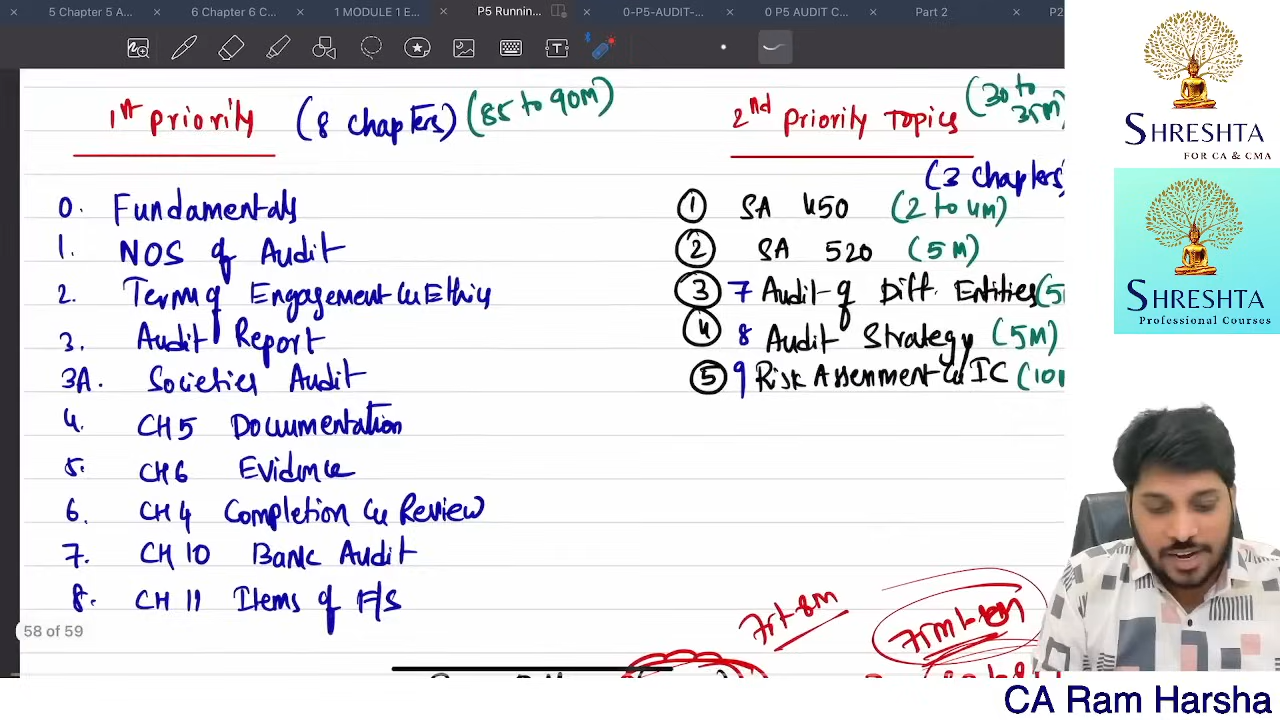 5 Chapter 5 A...
6 Chapter 6 C...
1 MODULE 1 E...
P5 Runnin...
0-P5-AUDIT-...
0 P5 AUDIT C...
Part 2
P2
1st Priority (8 chapters) (85 to 90M)
0. Fundamentals
1. NOS of Audit
2. Terms of Engagement & Ethics
3. Audit Report
3A. Societies Audit
4. CH 5 Documentation
5. CH 6 Evidence
6. CH 4 Completion & Review
7. CH 10 Bank Audit
8. CH 11 Items of F/S
58 of 59
2nd Priority Topics (30 to 35M)
(3 chapters)
1 SA 450 (2 to 4M)
2 SA 520 (5M)
3 7 Audit of Diff. Entities (5
4 8 Audit Strategy (5M)
5 9 Risk Assessment & IC (10
SHRESHTA
FOR CA & CMA
SHRESHTA
Professional Courses
CA Ram Harsha